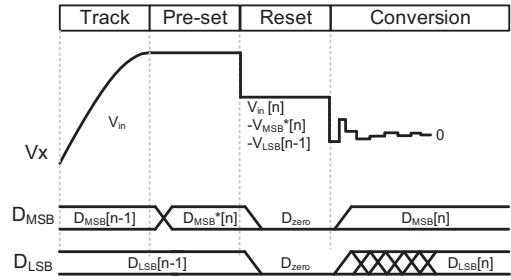 Track Pre-set Reset Conversion
V_in
V_in [n]
-V_MSB*[n]
-V_LSB[n-1]
0
Vx
D_MSB D_MSB[n-1] D_MSB*[n] D_zero D_MSB[n]
D_LSB D_LSB[n-1] D_zero D_LSB[n]